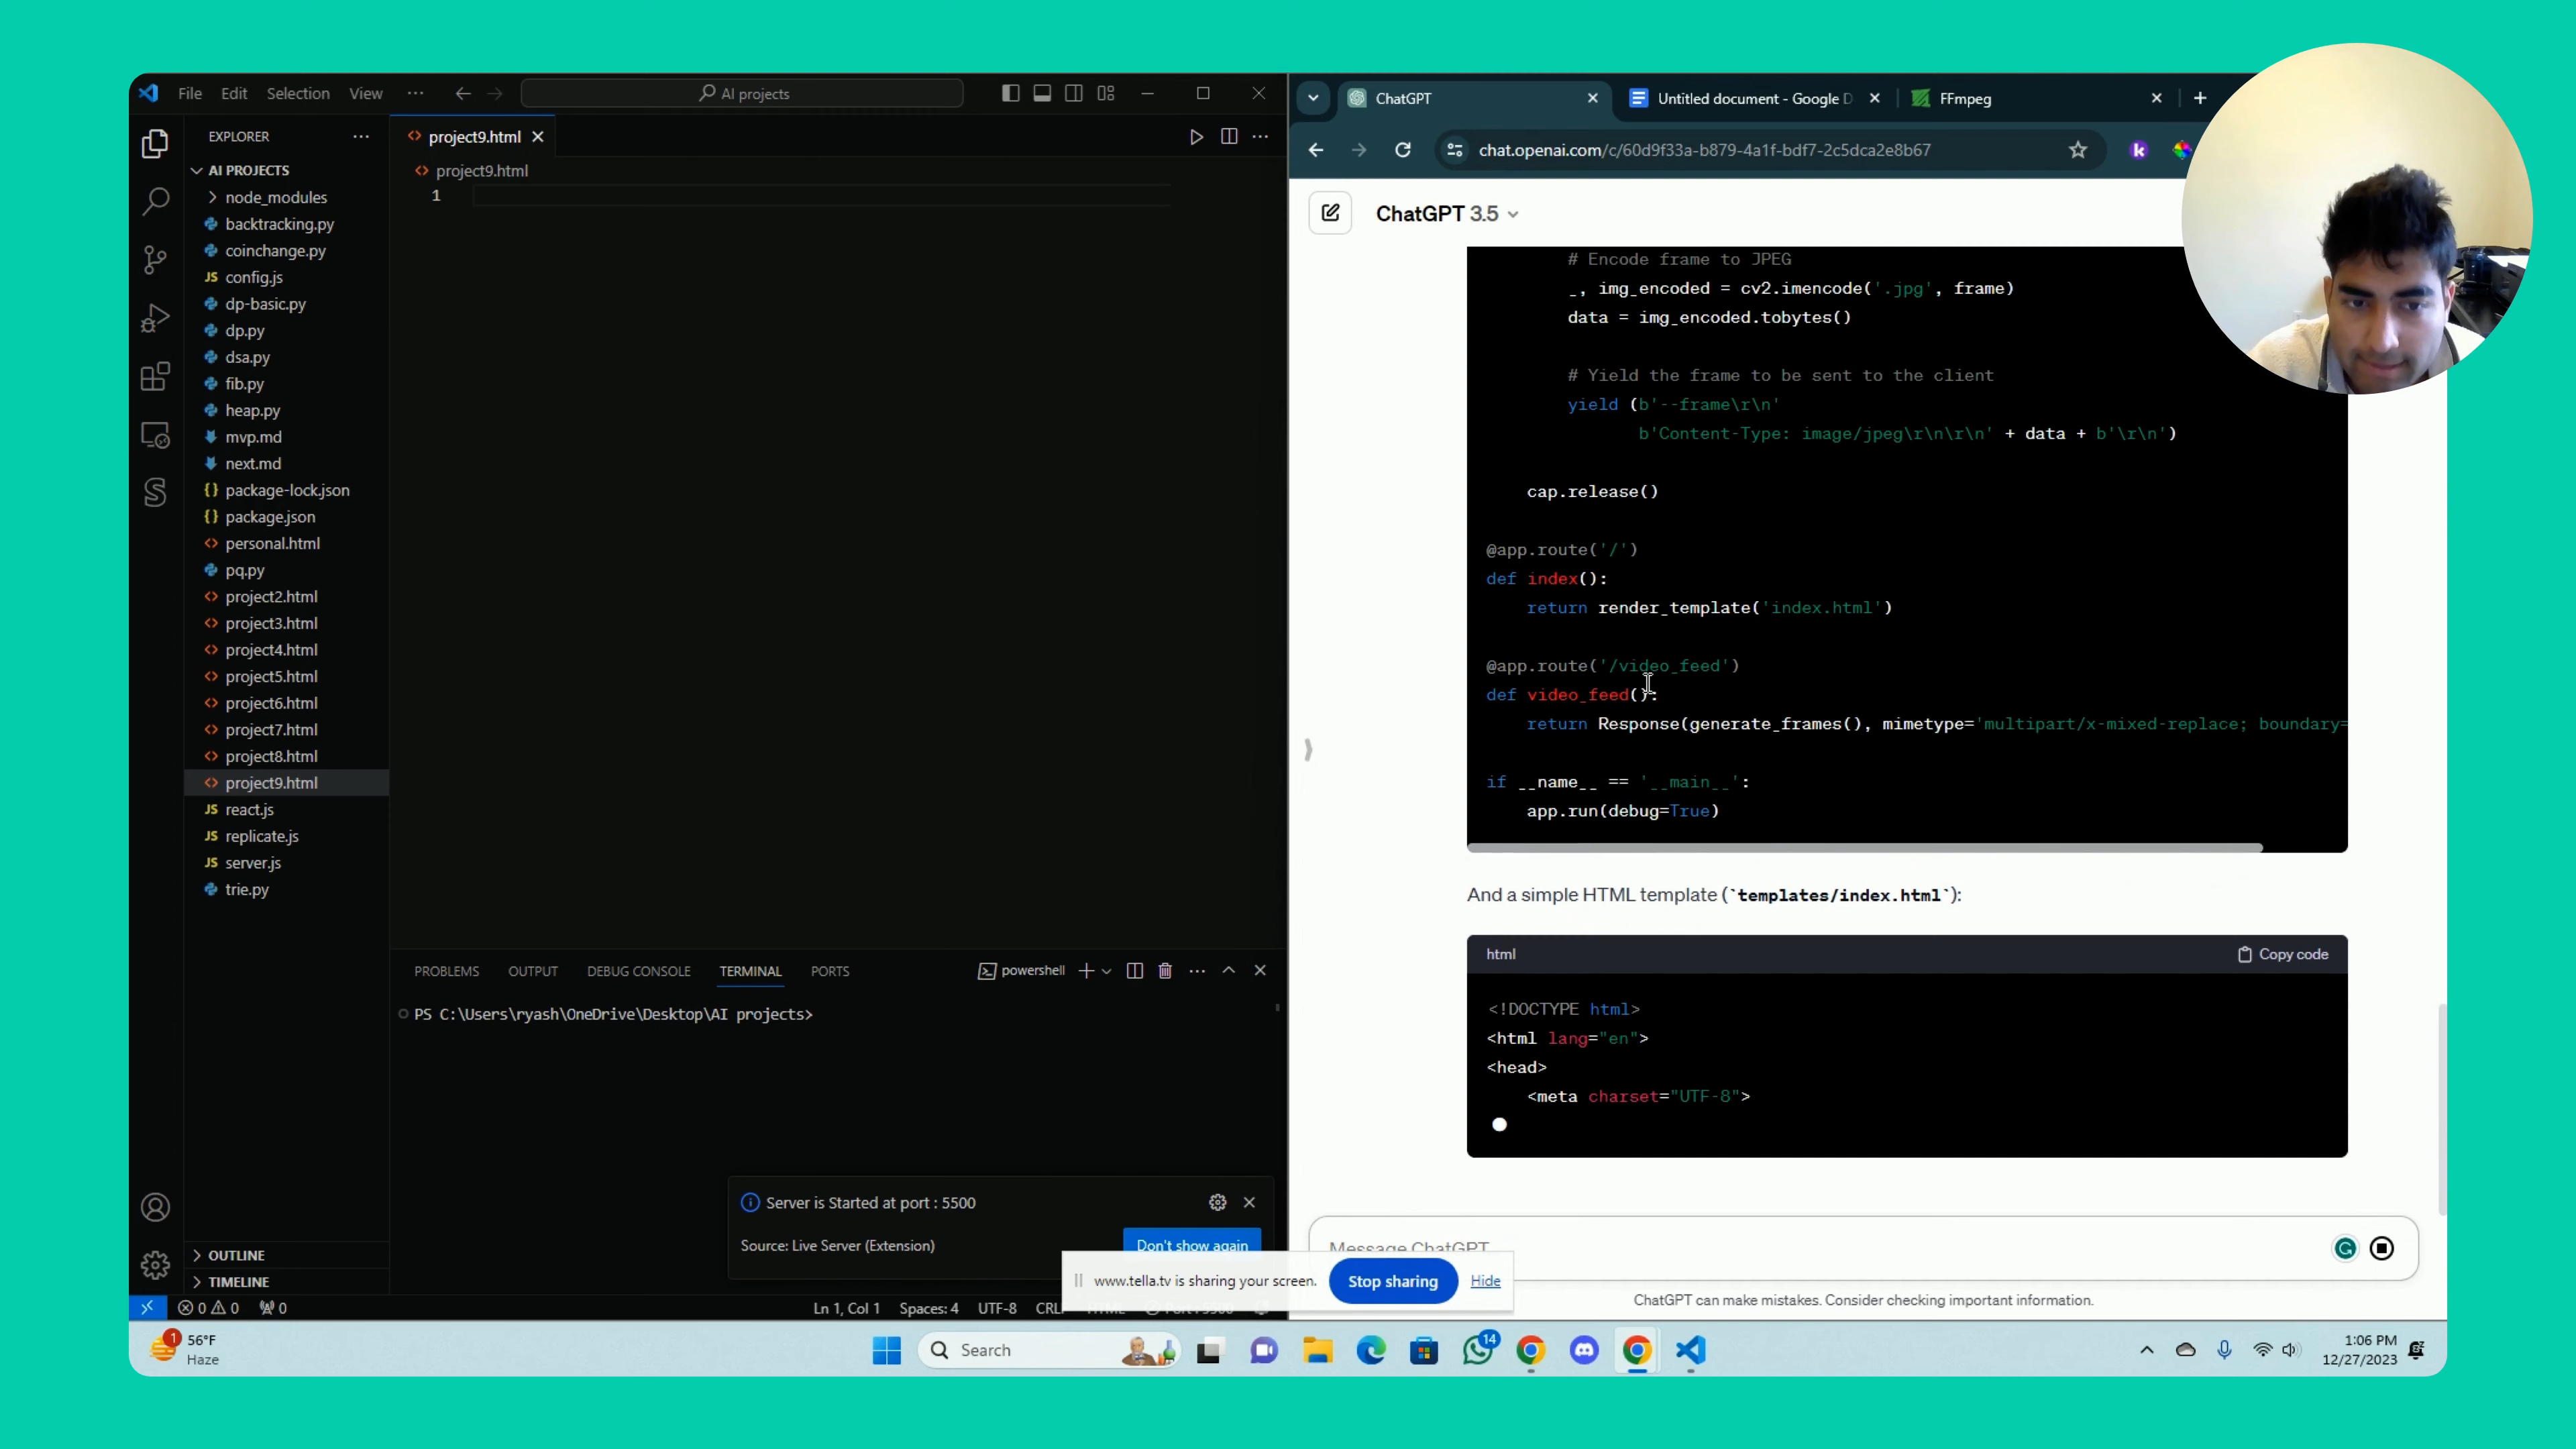 File Edit Selection View ···
AI projects
EXPLORER
AI PROJECTS
node_modules
backtracking.py
coinchange.py
JS config.js
dp-basic.py
dp.py
dsa.py
fib.py
heap.py
mvp.md
next.md
{} package-lock.json
{} package.json
<> personal.html
pq.py
<> project2.html
<> project3.html
<> project4.html
<> project5.html
<> project6.html
<> project7.html
<> project8.html
<> project9.html
JS react.js
JS replicate.js
JS server.js
trie.py
OUTLINE
TIMELINE
<> project9.html
<> project9.html
1
PROBLEMS OUTPUT DEBUG CONSOLE TERMINAL PORTS
powershell
PS C:\Users\ryash\OneDrive\Desktop\AI projects>
Server is Started at port : 5500
Source: Live Server (Extension)
Don't show again
0 0 0
Ln 1, Col 1 Spaces: 4 UTF-8
ChatGPT
Untitled document - Google D
FFmpeg
chat.openai.com/c/60d9f33a-b879-4a1f-bdf7-2c5dca2e8b67
k
ChatGPT 3.5
# Encode frame to JPEG
_, img_encoded = cv2.imencode('.jpg', frame)
data = img_encoded.tobytes()
# Yield the frame to be sent to the client
yield (b'--frame\r\n'
b'Content-Type: image/jpeg\r\n\r\n' + data + b'\r\n')
cap.release()
@app.route('/')
def index():
return render_template('index.html')
@app.route('/video_feed')
def video_feed():
return Response(generate_frames(), mimetype='multipart/x-mixed-replace; boundary=
if __name__ == '__main__':
app.run(debug=True)
And a simple HTML template (`templates/index.html`):
html
Copy code
<!DOCTYPE html>
<html lang="en">
<head>
<meta charset="UTF-8">
Message ChatGPT
ChatGPT can make mistakes. Consider checking important information.
www.tella.tv is sharing your screen.
Stop sharing
Hide
1
56°F
Haze
Search
14
1:06 PM
12/27/2023